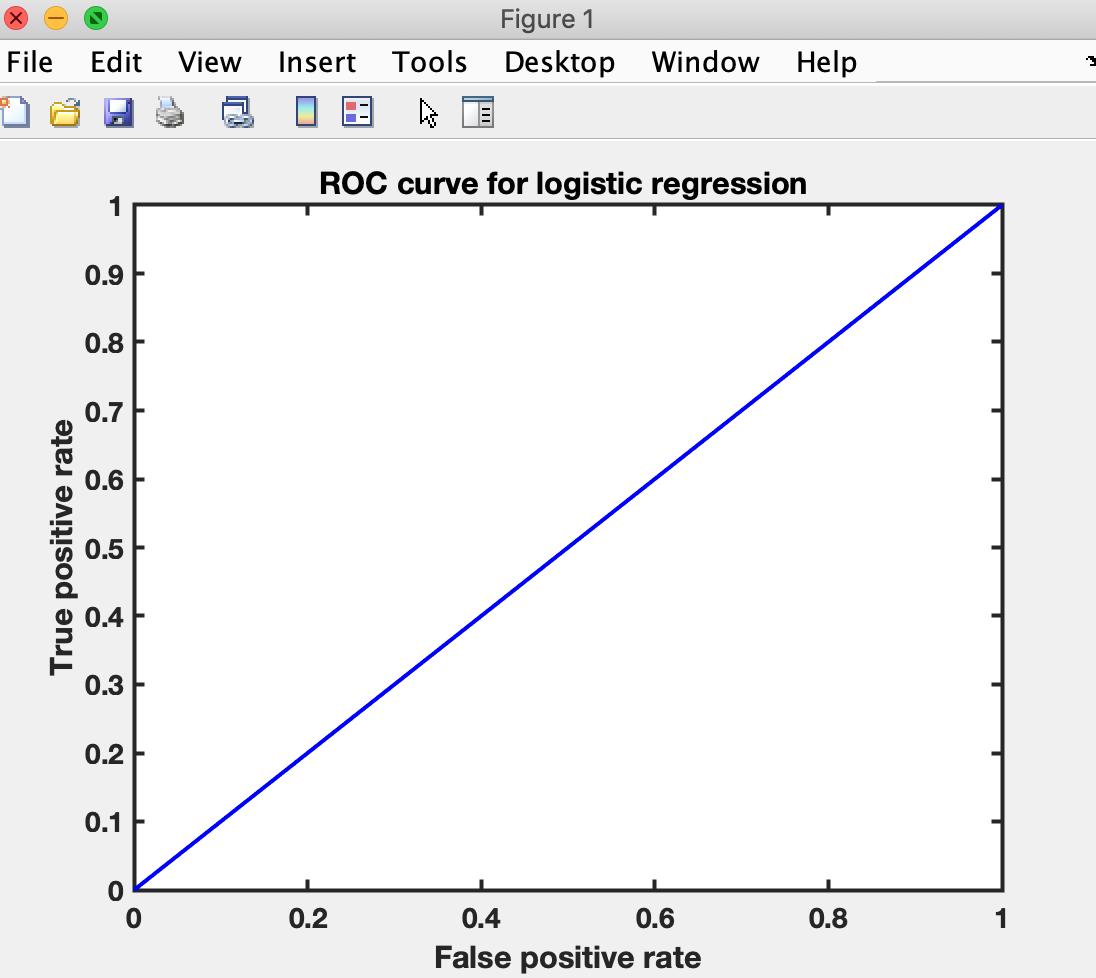 Figure 1
File Edit View Insert Tools Desktop Window Help
ROC curve for logistic regression
1
0.9
0.8
0.7
0.6
0.5
0.4
0.3
0.2
0.1
0
True positive rate
0 0.2 0.4 0.6 0.8 1
False positive rate